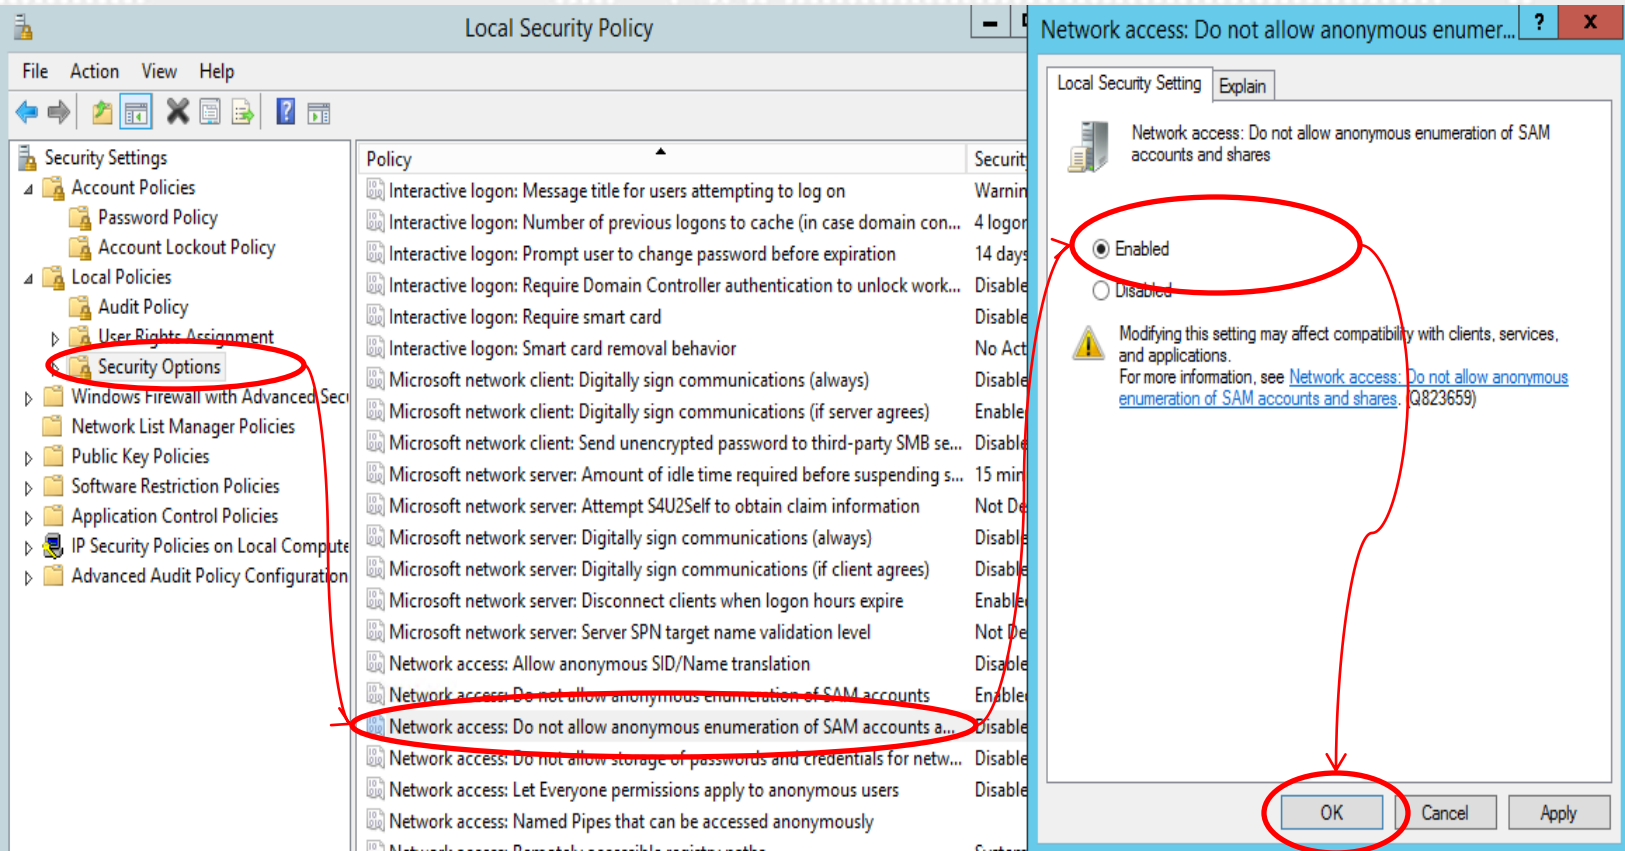 Local Security Policy
File Action View Help
Security Settings
Account Policies
Password Policy
Account Lockout Policy
Local Policies
Audit Policy
User Rights Assignment
Security Options
Windows Firewall with Advanced Secu
Network List Manager Policies
Public Key Policies
Software Restriction Policies
Application Control Policies
IP Security Policies on Local Compute
Advanced Audit Policy Configuration
Policy Securit
Interactive logon: Message title for users attempting to log on Warnin
Interactive logon: Number of previous logons to cache (in case domain con... 4 logon
Interactive logon: Prompt user to change password before expiration 14 days
Interactive logon: Require Domain Controller authentication to unlock work... Disable
Interactive logon: Require smart card Disable
Interactive logon: Smart card removal behavior No Act
Microsoft network client: Digitally sign communications (always) Disable
Microsoft network client: Digitally sign communications (if server agrees) Enable
Microsoft network client: Send unencrypted password to third-party SMB se... Disable
Microsoft network server: Amount of idle time required before suspending s... 15 min
Microsoft network server: Attempt S4U2Self to obtain claim information Not De
Microsoft network server: Digitally sign communications (always) Disable
Microsoft network server: Digitally sign communications (if client agrees) Disable
Microsoft network server: Disconnect clients when logon hours expire Enable
Microsoft network server: Server SPN target name validation level Not De
Network access: Allow anonymous SID/Name translation Disable
Network access: Do not allow anonymous enumeration of SAM accounts Enable
Network access: Do not allow anonymous enumeration of SAM accounts a... Disable
Network access: Do not allow storage of passwords and credentials for netw... Disable
Network access: Let Everyone permissions apply to anonymous users Disable
Network access: Named Pipes that can be accessed anonymously
Network access: Remotely accessible registry paths System
Network access: Do not allow anonymous enumer... ? x
Local Security Setting Explain
Network access: Do not allow anonymous enumeration of SAM
accounts and shares
Enabled
Disabled
Modifying this setting may affect compatibility with clients, services,
and applications.
For more information, see Network access: Do not allow anonymous
enumeration of SAM accounts and shares. (Q823659)
OK Cancel Apply